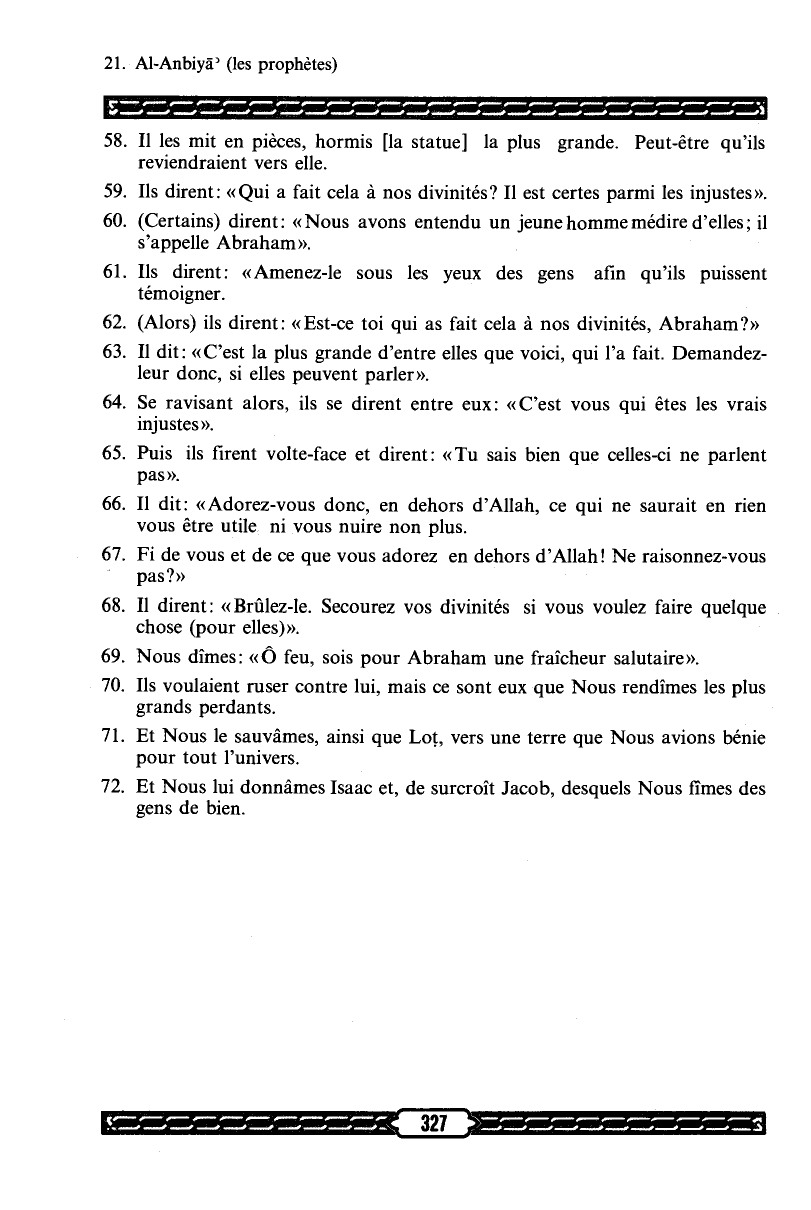 21. Al-Anbiyāʾ (les prophètes)
58. Il les mit en pièces, hormis [la statue] la plus grande. Peut-être qu'ils
reviendraient vers elle.
59. Ils dirent: «Qui a fait cela à nos divinités? Il est certes parmi les injustes».
60. (Certains) dirent: «Nous avons entendu un jeune homme médire d'elles; il
s'appelle Abraham».
61. Ils dirent: «Amenez-le sous les yeux des gens afin qu'ils puissent
témoigner.
62. (Alors) ils dirent: «Est-ce toi qui as fait cela à nos divinités, Abraham?»
63. Il dit: «C'est la plus grande d'entre elles que voici, qui l'a fait. Demandez-
leur donc, si elles peuvent parler».
64. Se ravisant alors, ils se dirent entre eux: «C'est vous qui êtes les vrais
injustes».
65. Puis ils firent volte-face et dirent: «Tu sais bien que celles-ci ne parlent
pas».
66. Il dit: «Adorez-vous donc, en dehors d'Allah, ce qui ne saurait en rien
vous être utile ni vous nuire non plus.
67. Fi de vous et de ce que vous adorez en dehors d'Allah! Ne raisonnez-vous
pas?»
68. Il dirent: «Brûlez-le. Secourez vos divinités si vous voulez faire quelque
chose (pour elles)».
69. Nous dîmes: «Ô feu, sois pour Abraham une fraîcheur salutaire».
70. Ils voulaient ruser contre lui, mais ce sont eux que Nous rendîmes les plus
grands perdants.
71. Et Nous le sauvâmes, ainsi que Loṭ, vers une terre que Nous avions bénie
pour tout l'univers.
72. Et Nous lui donnâmes Isaac et, de surcroît Jacob, desquels Nous fîmes des
gens de bien.
327